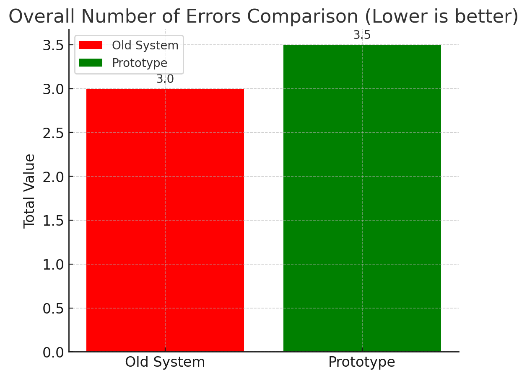 Overall Number of Errors Comparison (Lower is better)
Old System
Prototype
3.5
3.0
3.5
3.0
2.5
2.0
1.5
1.0
0.5
0.0
Total Value
Old System
Prototype